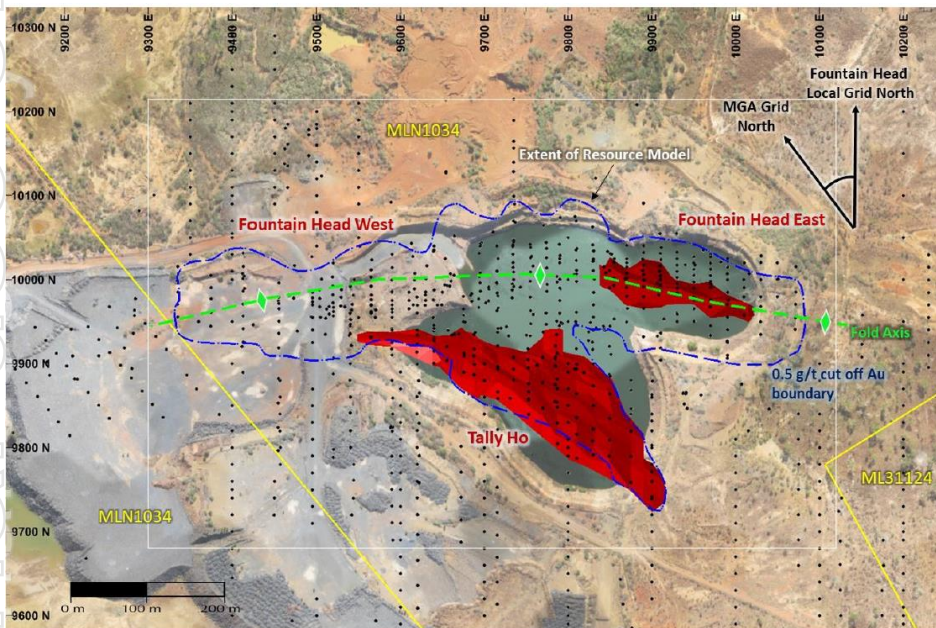 10300 N
9200 E
9300 E
9400 E
9500 E
9600 E
9700 E
9800 E
9900 E
10000 E
10100 E
10200 E
Fountain Head
Local Grid North
MGA Grid
North
10200 N
MLN1034
Extent of Resource Model
10100 N
Fountain Head West
Fountain Head East
10000 N
Fold Axis
9900 N
0.5 g/t cut off Au
boundary
Tally Ho
9800 N
ML31124
MLN1034
9700 N
0 m
100 m
200 m
9600 N